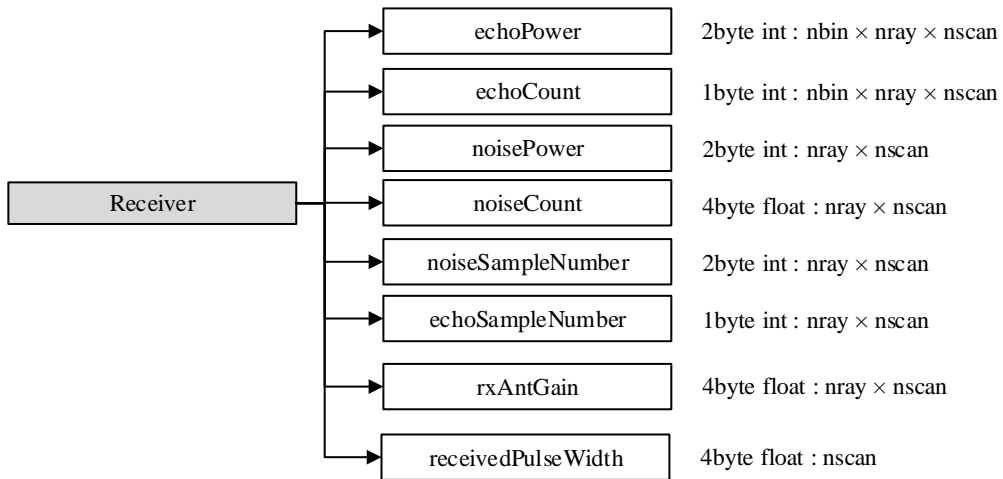 echoPower 2byte int : nbin × nray × nscan
echoCount 1byte int : nbin × nray × nscan
noisePower 2byte int : nray × nscan
Receiver noiseCount 4byte float : nray × nscan
noiseSampleNumber 2byte int : nray × nscan
echoSampleNumber 1byte int : nray × nscan
rxAntGain 4byte float : nray × nscan
receivedPulseWidth 4byte float : nscan